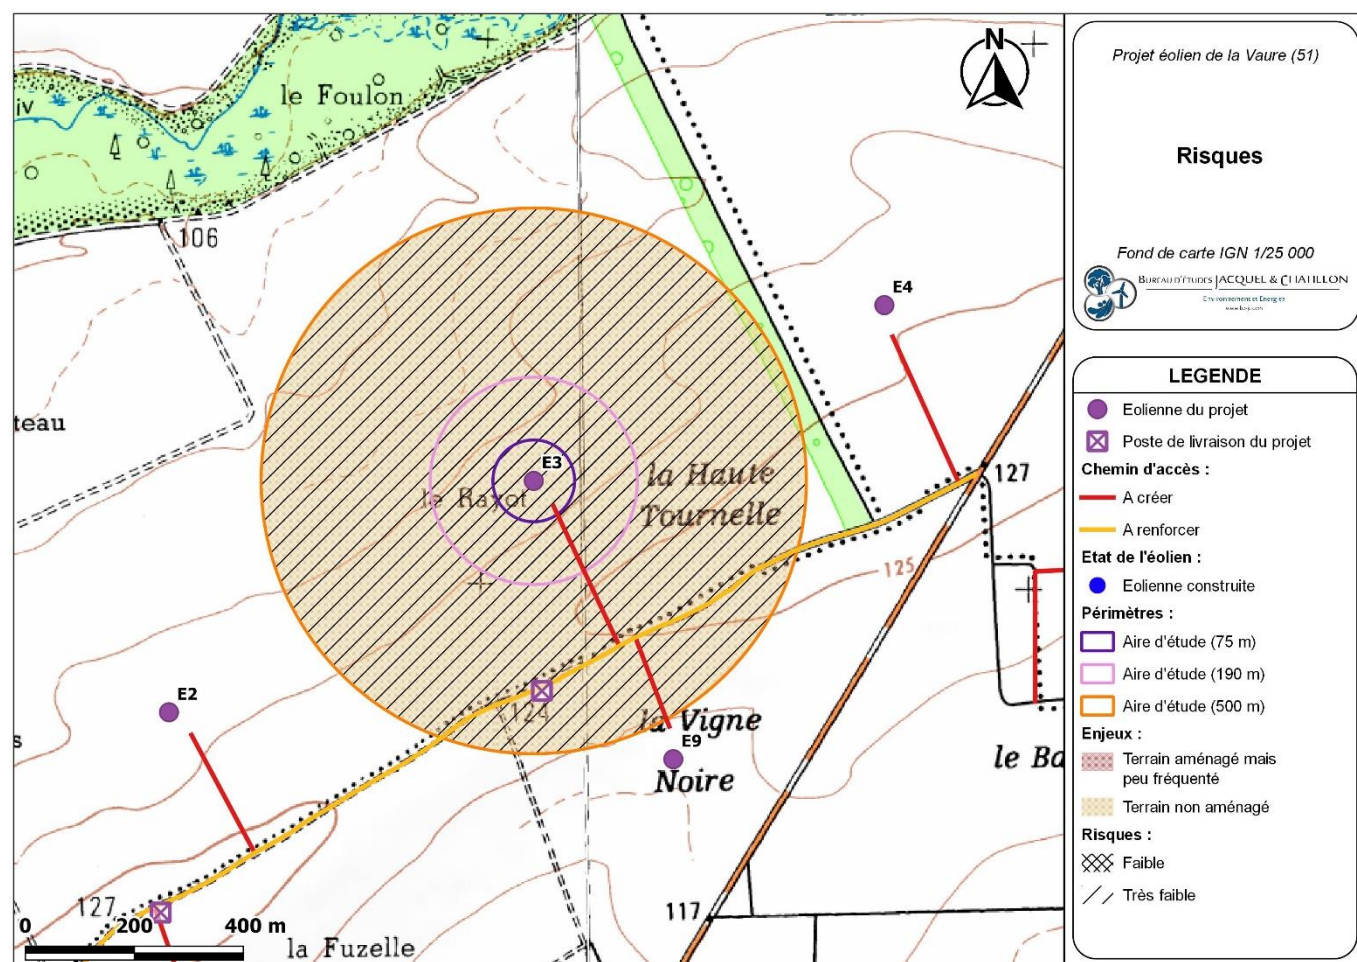 le Foulon
iv
106
teau
E4
E3
le Rayot
la Haute
Tournelle
127
125
E2
s
124
la Vigne
E9
Noire
le Ba
127
0 200 400 m
la Fuzelle
117
N
Projet éolien de la Vaure (51)
Risques
Fond de carte IGN 1/25 000
BUREAU D'ÉTUDES JACQUEL & CHATILLON
Environnement et Energies
LEGENDE
Eolienne du projet
Poste de livraison du projet
Chemin d'accès :
A créer
A renforcer
Etat de l'éolien :
Eolienne construite
Périmètres :
Aire d'étude (75 m)
Aire d'étude (190 m)
Aire d'étude (500 m)
Enjeux :
Terrain aménagé mais
peu fréquenté
Terrain non aménagé
Risques :
Faible
Très faible